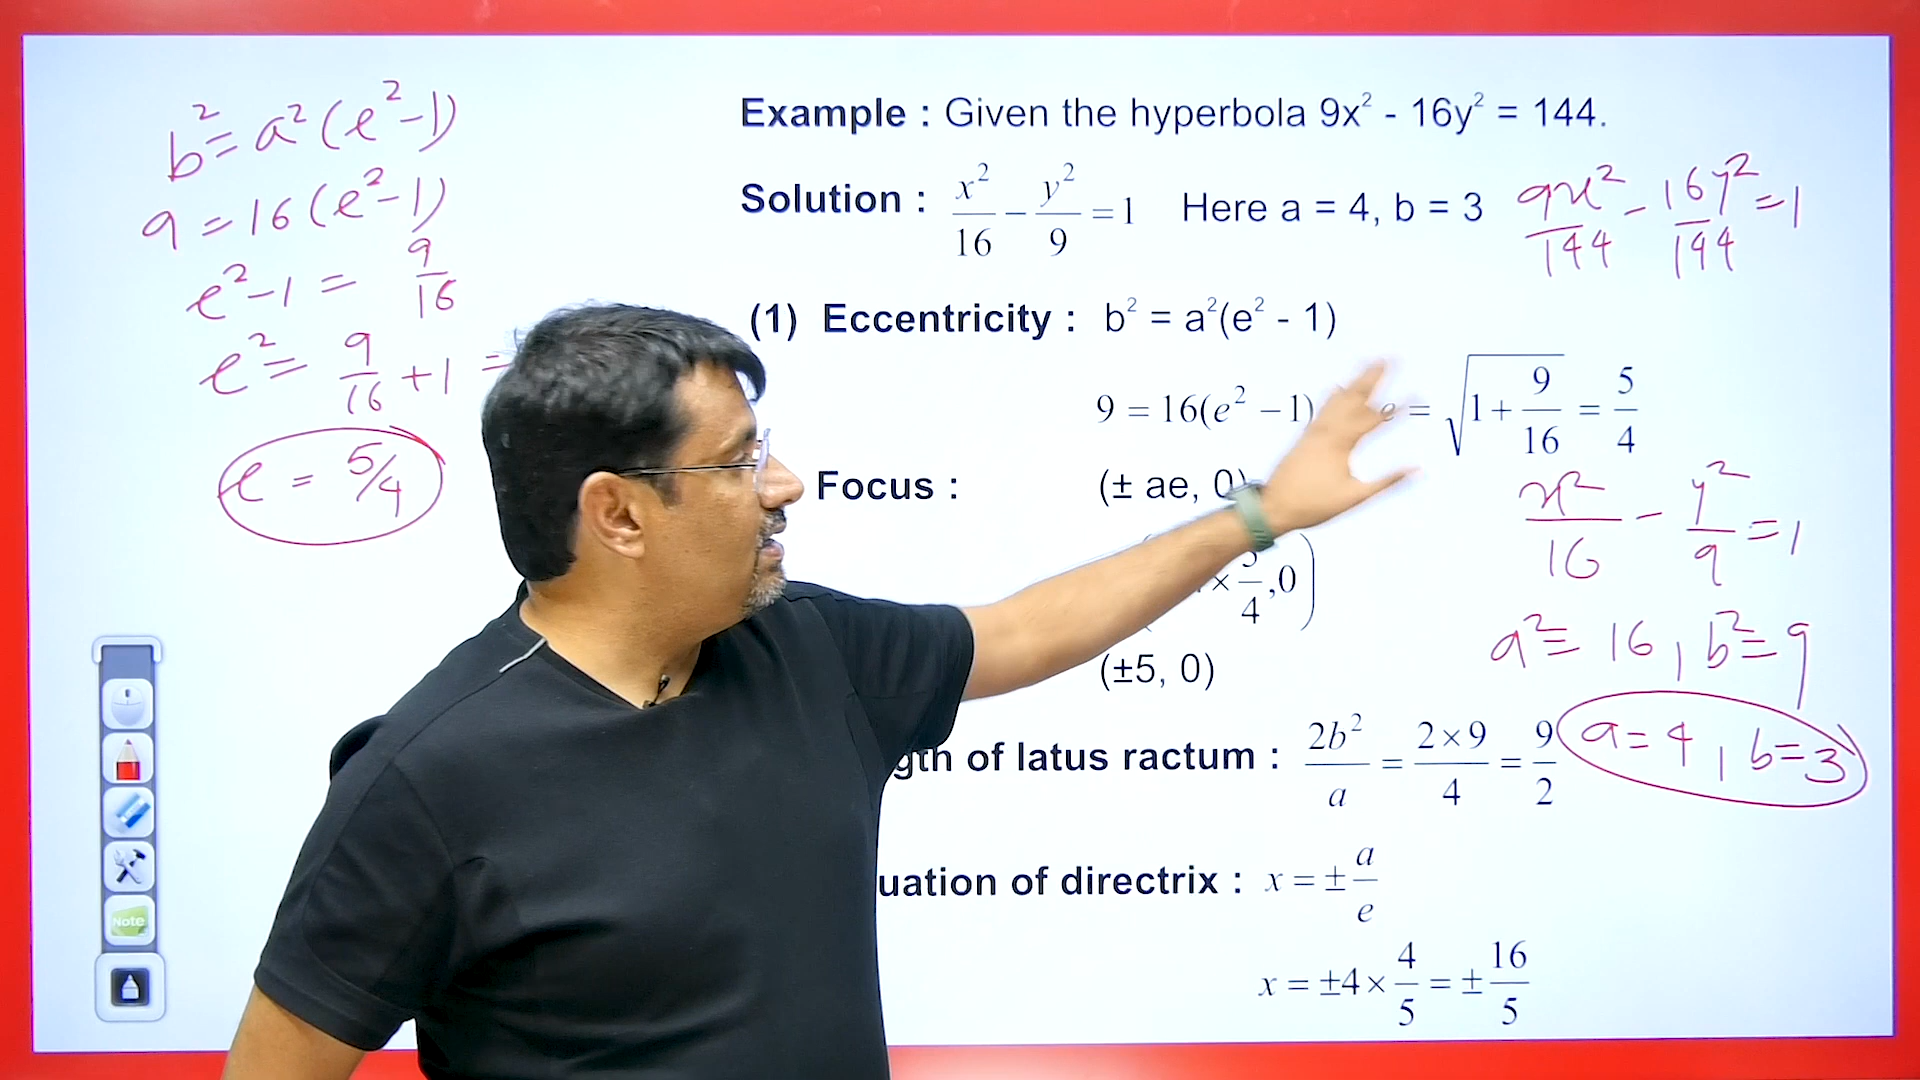 Example : Given the hyperbola 9x² - 16y² = 144.
Solution : x²/16 − y²/9 = 1 Here a = 4, b = 3
(1) Eccentricity : b² = a²(e² - 1)
9 = 16(e² − 1) e = √(1 + 9/16) = 5/4
Focus : (± ae, 0)
× 5/4 ,0)
(±5, 0)
gth of latus ractum : 2b²/a = 2×9/4 = 9/2
uation of directrix : x = ± a/e
x = ±4 × 4/5 = ± 16/5
b² = a² (e² - 1)
9 = 16 (e² - 1)
e² - 1 = 9/16
e² = 9/16 + 1 =
e = 5/4
9x²/144 - 16y²/144 = 1
x²/16 - y²/9 = 1
a² = 16 , b² = 9
a = 4 , b = 3
Note